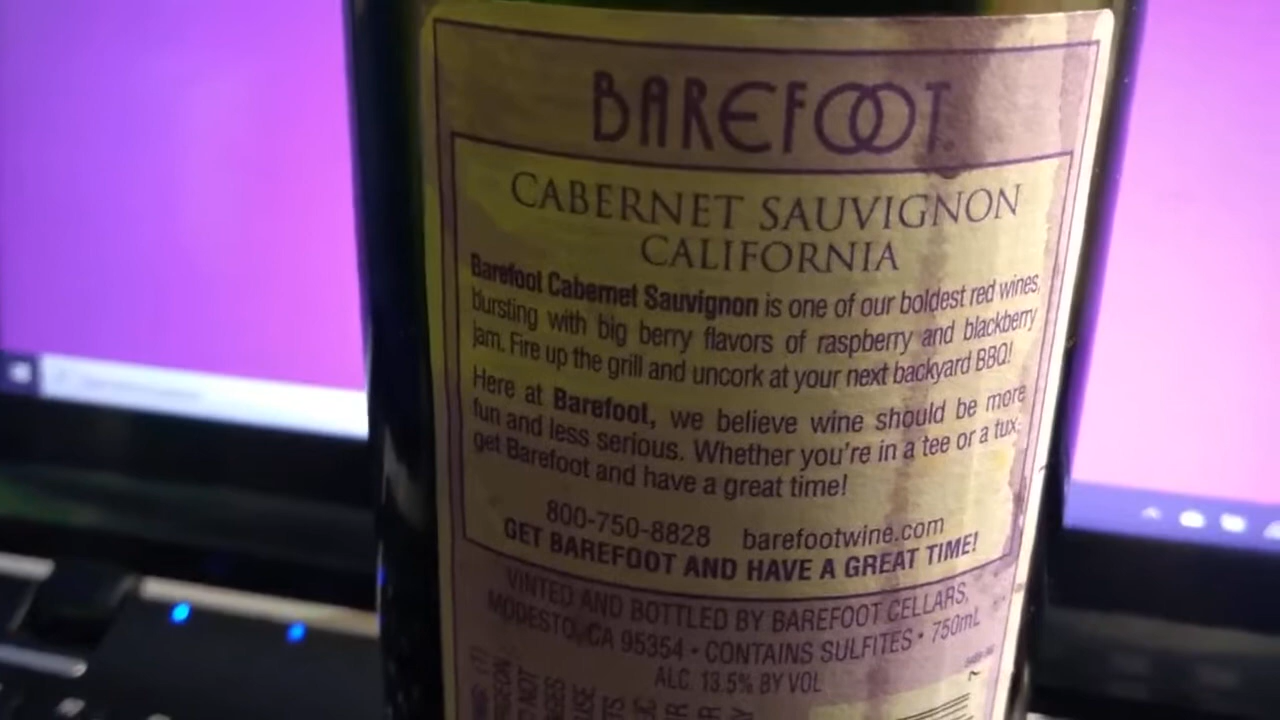 BAREFOOT
CABERNET SAUVIGNON
CALIFORNIA
Barefoot Cabernet Sauvignon is one of our boldest red wines,
bursting with big berry flavors of raspberry and blackberry
jam. Fire up the grill and uncork at your next backyard BBQ!
Here at Barefoot, we believe wine should be more
fun and less serious. Whether you're in a tee or a tux,
get Barefoot and have a great time!
800-750-8828 barefootwine.com
GET BAREFOOT AND HAVE A GREAT TIME!
VINTED AND BOTTLED BY BAREFOOT CELLARS,
MODESTO, CA 95354 • CONTAINS SULFITES • 750mL
ALC. 13.5% BY VOL